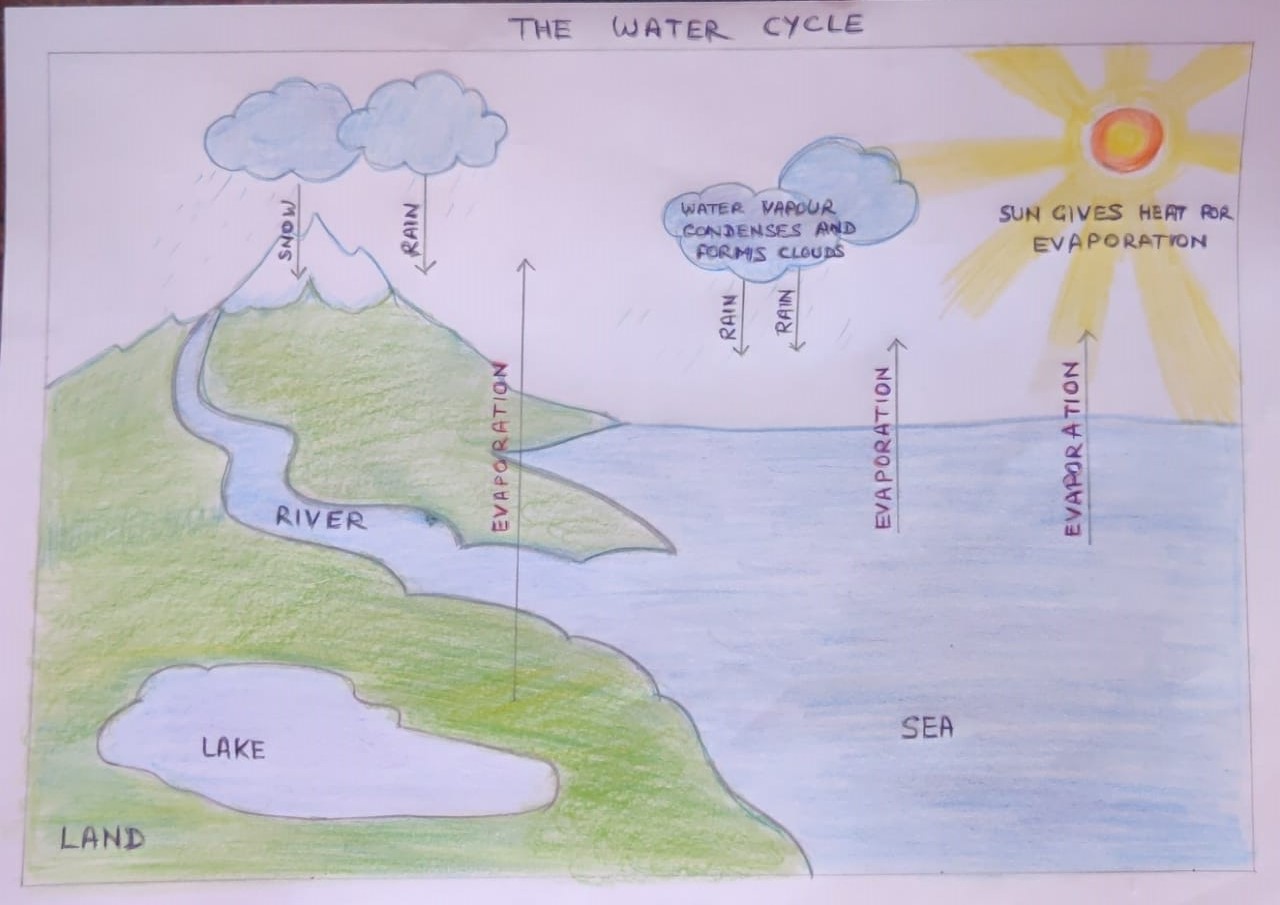 THE WATER CYCLE
SNOW
RAIN
WATER VAPOUR
CONDENSES AND
FORMS CLOUDS
SUN GIVES HEAT FOR
EVAPORATION
RAIN
RAIN
EVAPORATION
EVAPORATION
EVAPORATION
RIVER
SEA
LAKE
LAND